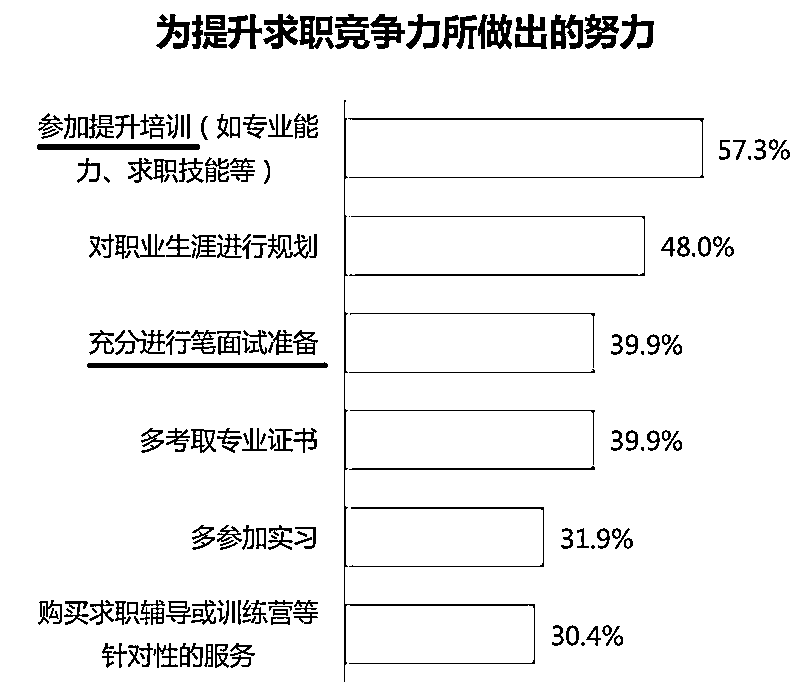 为提升求职竞争力所做出的努力
参加提升培训（如专业能
力、求职技能等）
57.3%
对职业生涯进行规划
48.0%
充分进行笔面试准备
39.9%
多考取专业证书
39.9%
多参加实习
31.9%
购买求职辅导或训练营等
针对性的服务
30.4%